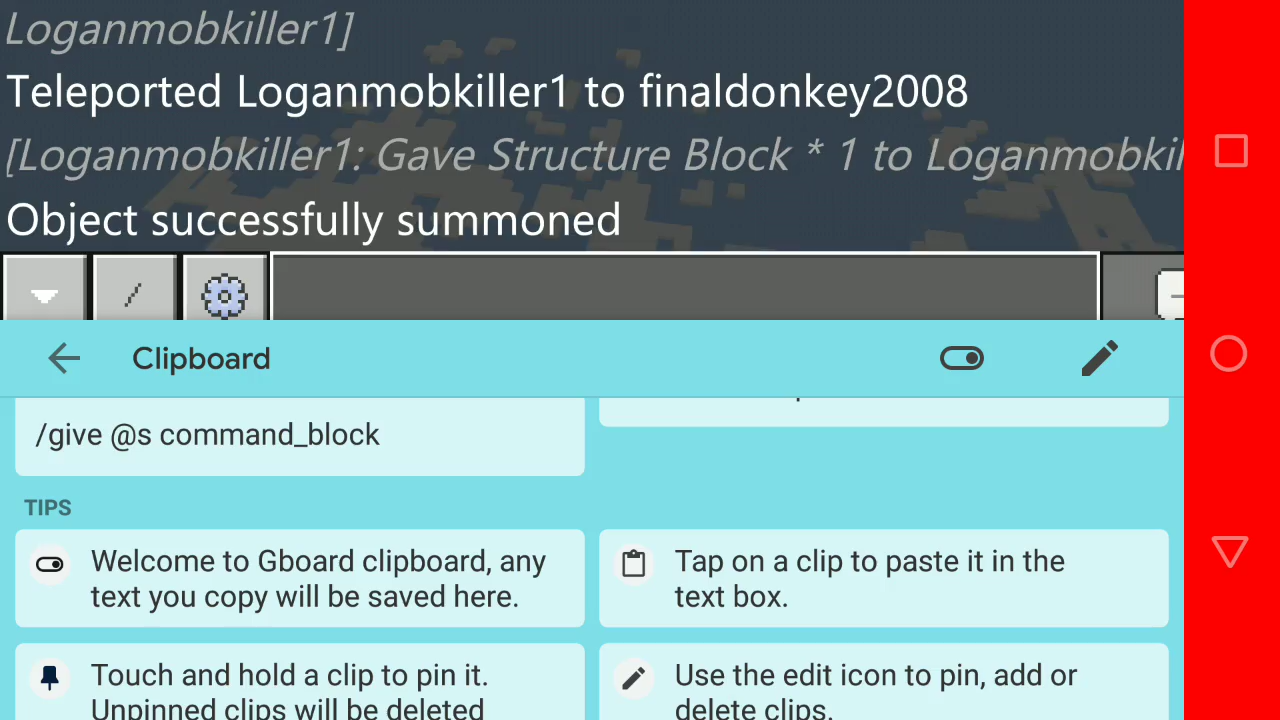 Loganmobkiller1]
Teleported Loganmobkiller1 to finaldonkey2008
[Loganmobkiller1: Gave Structure Block * 1 to Loganmobkil
Object successfully summoned
/
Clipboard
/give @s command_block
TIPS
Welcome to Gboard clipboard, any
text you copy will be saved here.
Tap on a clip to paste it in the
text box.
Touch and hold a clip to pin it.
Unpinned clips will be deleted
Use the edit icon to pin, add or
delete clips.